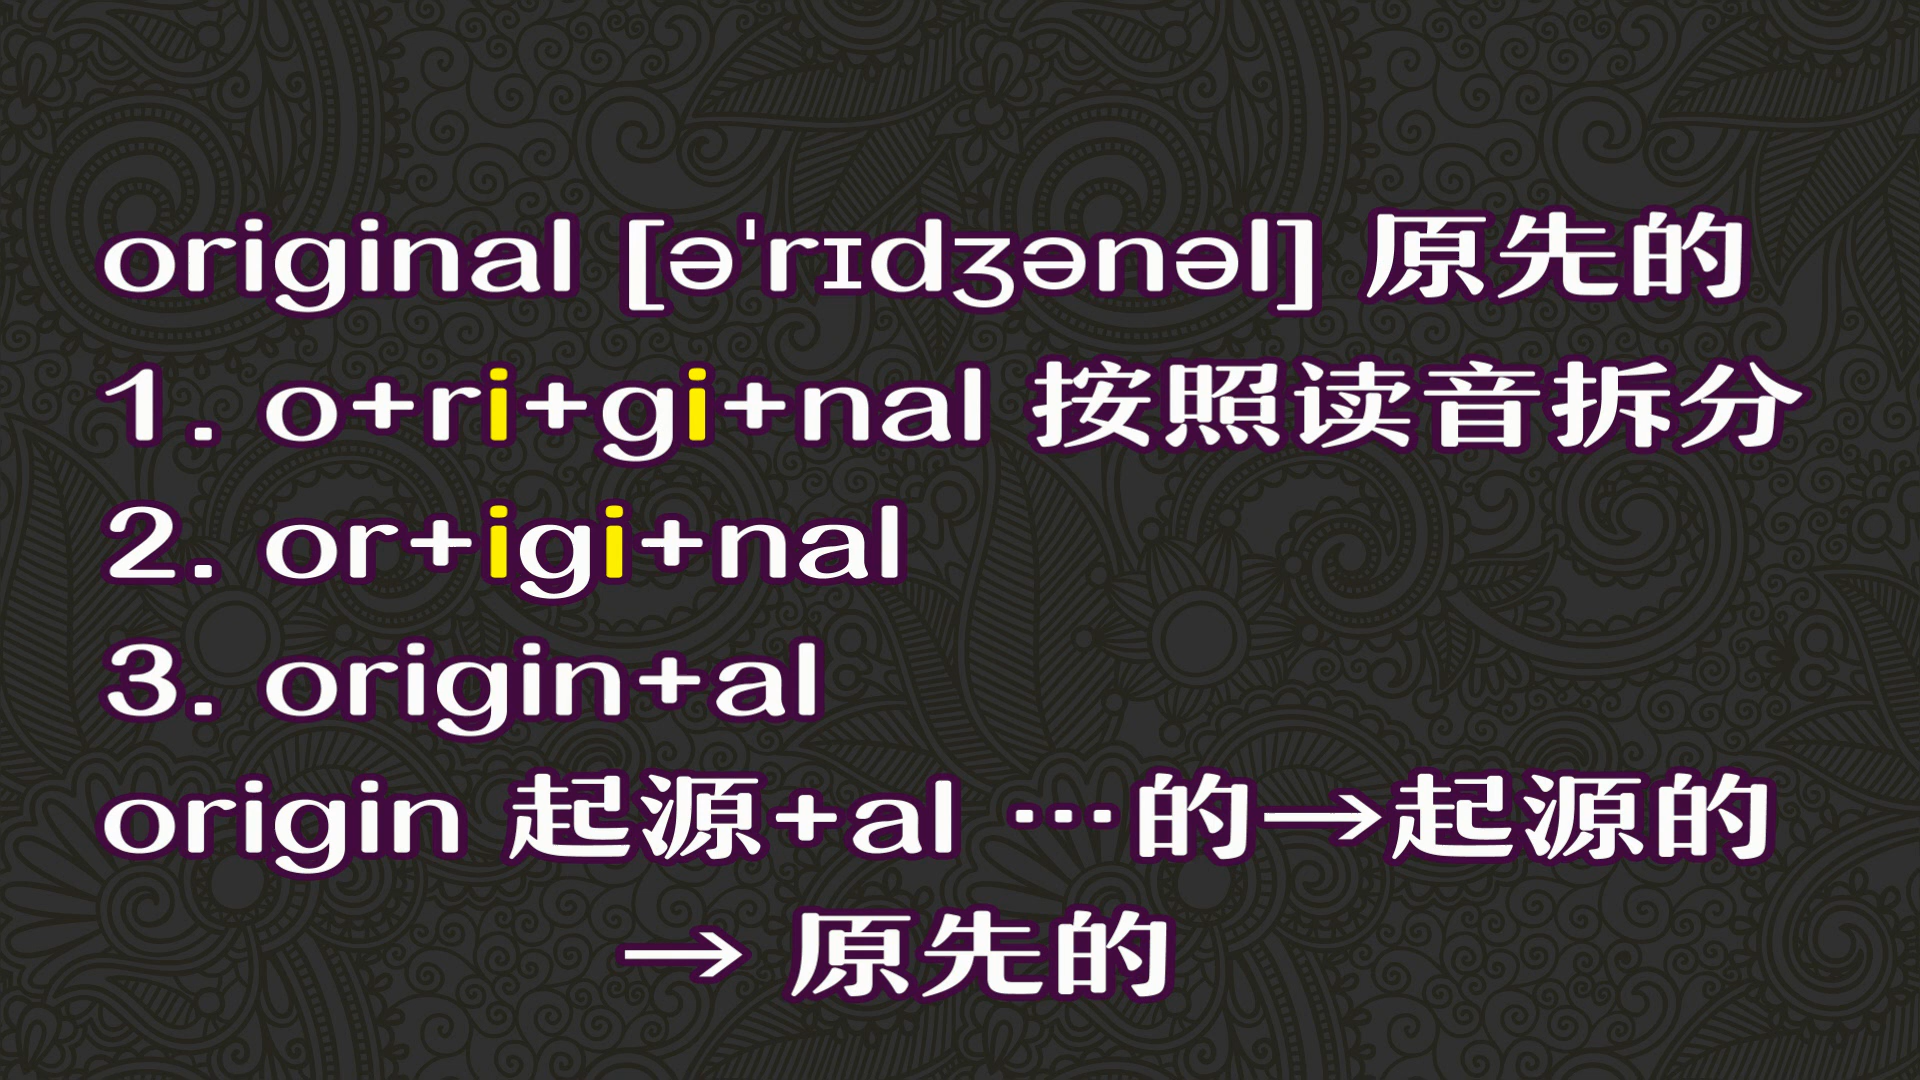 original [ə'rɪdʒənəl] 原先的
1. o+ri+gi+nal 按照读音拆分
2. or+igi+nal
3. origin+al
origin 起源+al …的→起源的
→ 原先的